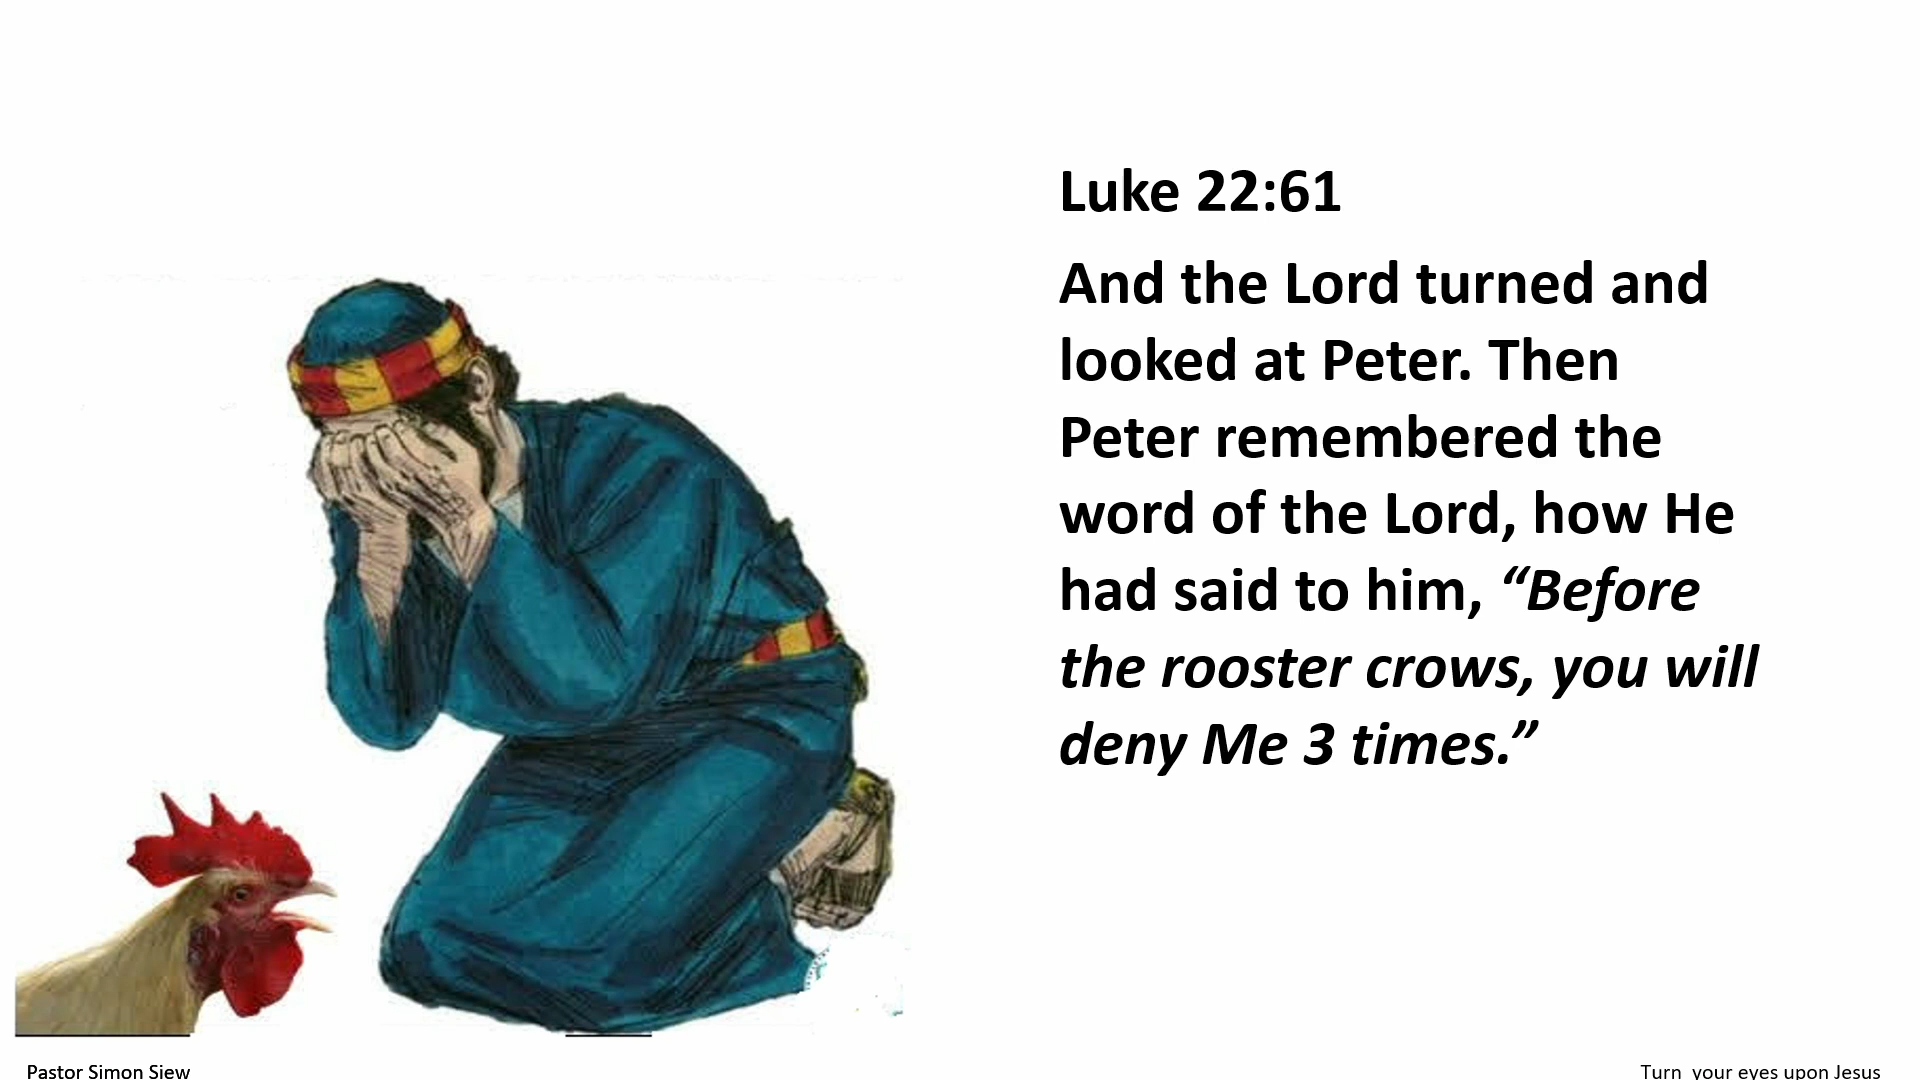 Luke 22:61
And the Lord turned and
looked at Peter. Then
Peter remembered the
word of the Lord, how He
had said to him, “Before
the rooster crows, you will
deny Me 3 times.”
Pastor Simon Siew
Turn  your eyes upon Jesus